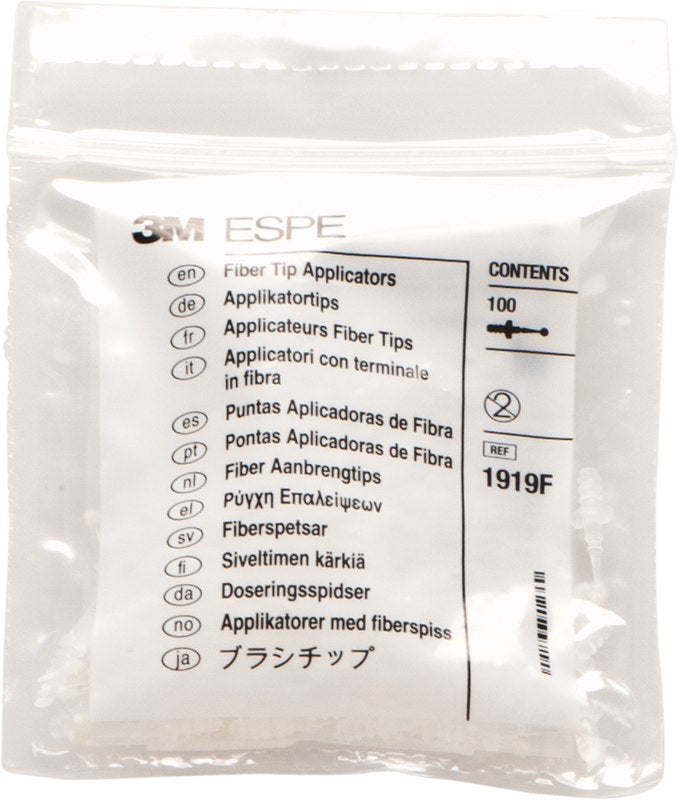 3M ESPE
en Fiber Tip Applicators
de Applikatortips
fr Applicateurs Fiber Tips
it Applicatori con terminale
in fibra
es Puntas Aplicadoras de Fibra
pt Pontas Aplicadoras de Fibra
nl Fiber Aanbrengtips
el Ρύγχη Επαλείψεων
sv Fiberspetsar
fi Siveltimen kärkiä
da Doseringsspidser
no Applikatorer med fiberspiss
ja ブラシチップ
CONTENTS
100
2
REF
1919F